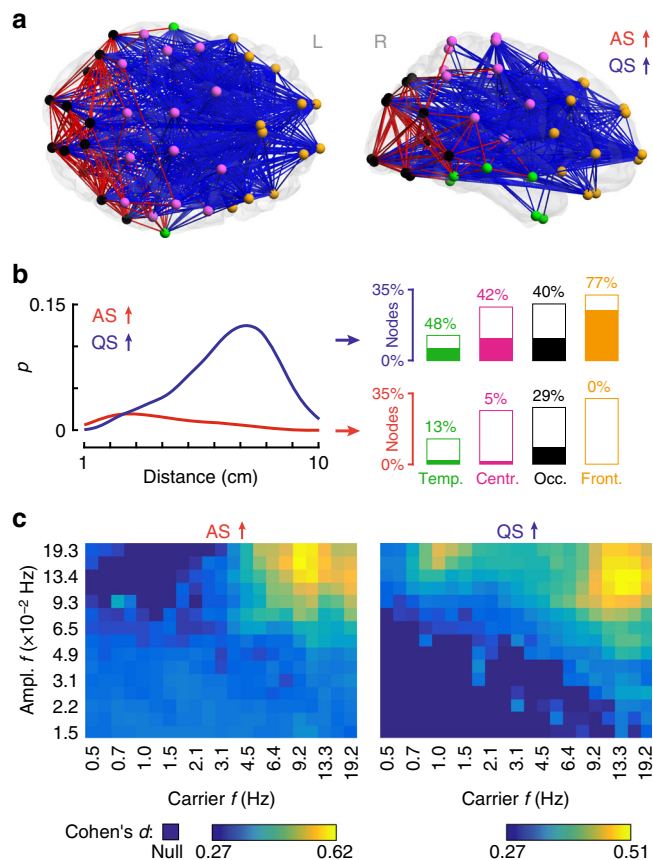 a
L
R
AS ↑
QS ↑
b
0.15
0
p
AS ↑
QS ↑
1
10
Distance (cm)
35%
0%
Nodes
48%
42%
40%
77%
35%
0%
Nodes
13%
5%
29%
0%
Temp.
Centr.
Occ.
Front.
c
AS ↑
QS ↑
Ampl. f (×10−2 Hz)
19.3
13.4
9.3
6.5
4.9
3.1
2.2
1.5
0.5
0.7
1.0
1.5
2.1
3.1
4.5
6.4
9.2
13.3
19.2
Carrier f (Hz)
0.5
0.7
1.0
1.5
2.1
3.1
4.5
6.4
9.2
13.3
19.2
Carrier f (Hz)
Cohen's d:
Null
0.27
0.62
0.27
0.51